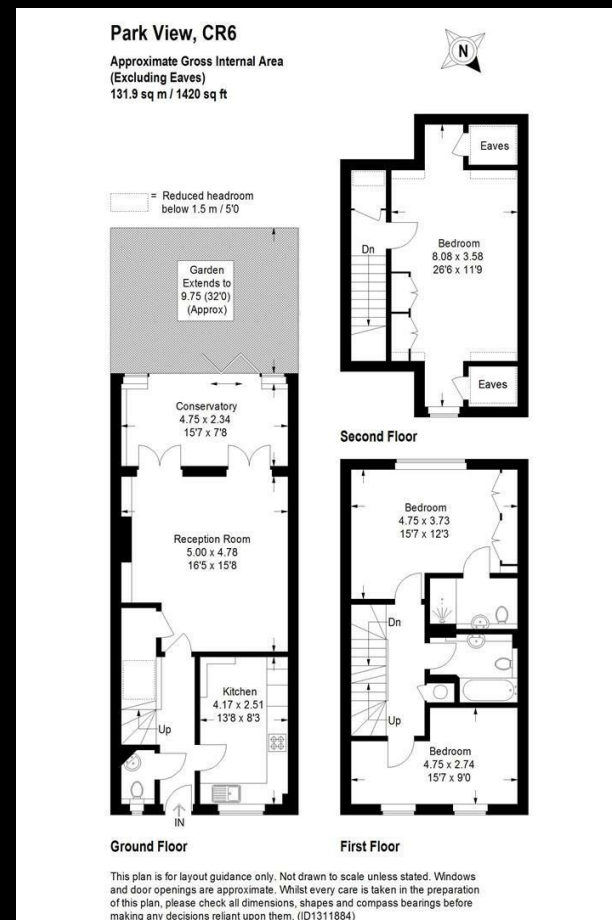 Park View, CR6
Approximate Gross Internal Area
(Excluding Eaves)
131.9 sq m / 1420 sq ft
N
= Reduced headroom
below 1.5 m / 5'0
Garden
Extends to
9.75 (32'0)
(Approx)
Conservatory
4.75 x 2.34
15'7 x 7'8
Reception Room
5.00 x 4.78
16'5 x 15'8
Kitchen
4.17 x 2.51
13'8 x 8'3
Up
IN
Ground Floor
Eaves
Dn
Bedroom
8.08 x 3.58
26'6 x 11'9
Eaves
Second Floor
Bedroom
4.75 x 3.73
15'7 x 12'3
Dn
Up
Bedroom
4.75 x 2.74
15'7 x 9'0
First Floor
This plan is for layout guidance only. Not drawn to scale unless stated. Windows
and door openings are approximate. Whilst every care is taken in the preparation
of this plan, please check all dimensions, shapes and compass bearings before
making any decisions reliant upon them. (ID1311884)